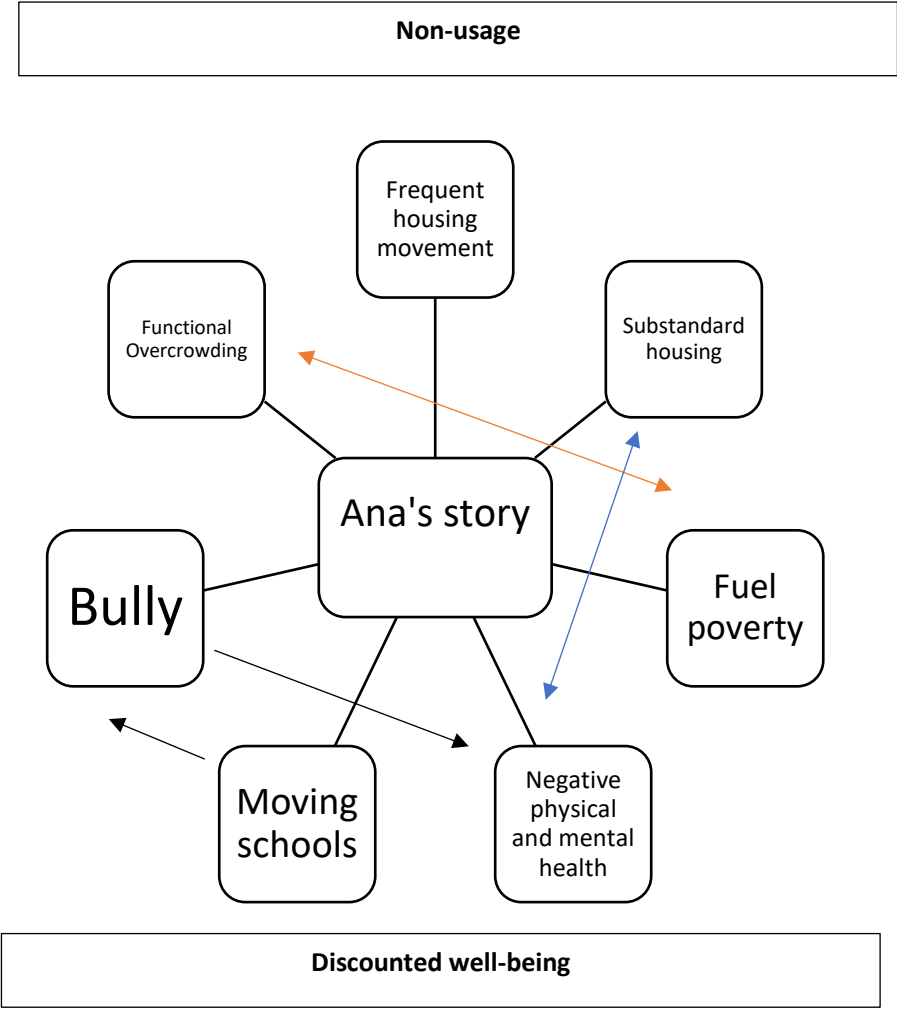 Non-usage
Frequent
housing
movement
Functional
Overcrowding
Substandard
housing
Ana's story
Bully
Fuel
poverty
Moving
schools
Negative
physical
and mental
health
Discounted well-being